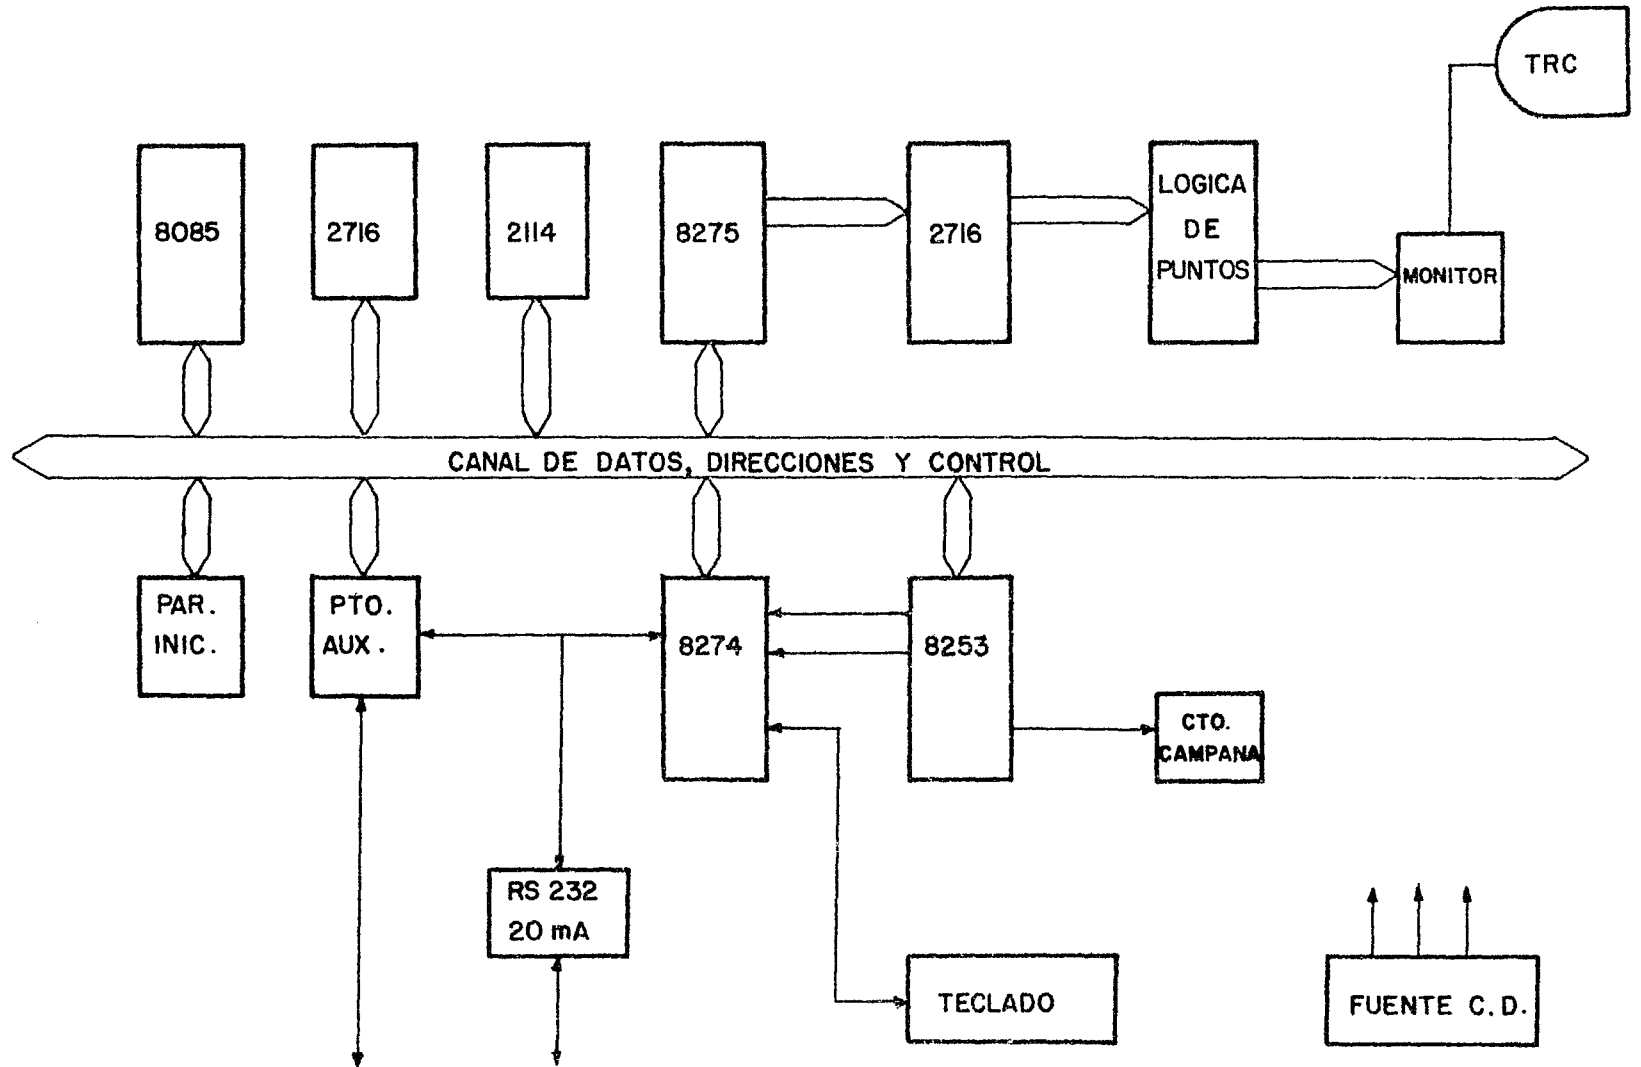 TRC
8085
2716
2114
8275
2716
LOGICA
DE
PUNTOS
MONITOR
CANAL DE DATOS, DIRECCIONES Y CONTROL
PAR.
INIC.
PTO.
AUX.
8274
8253
CTO.
CAMPANA
RS 232
20 mA
TECLADO
FUENTE C.D.